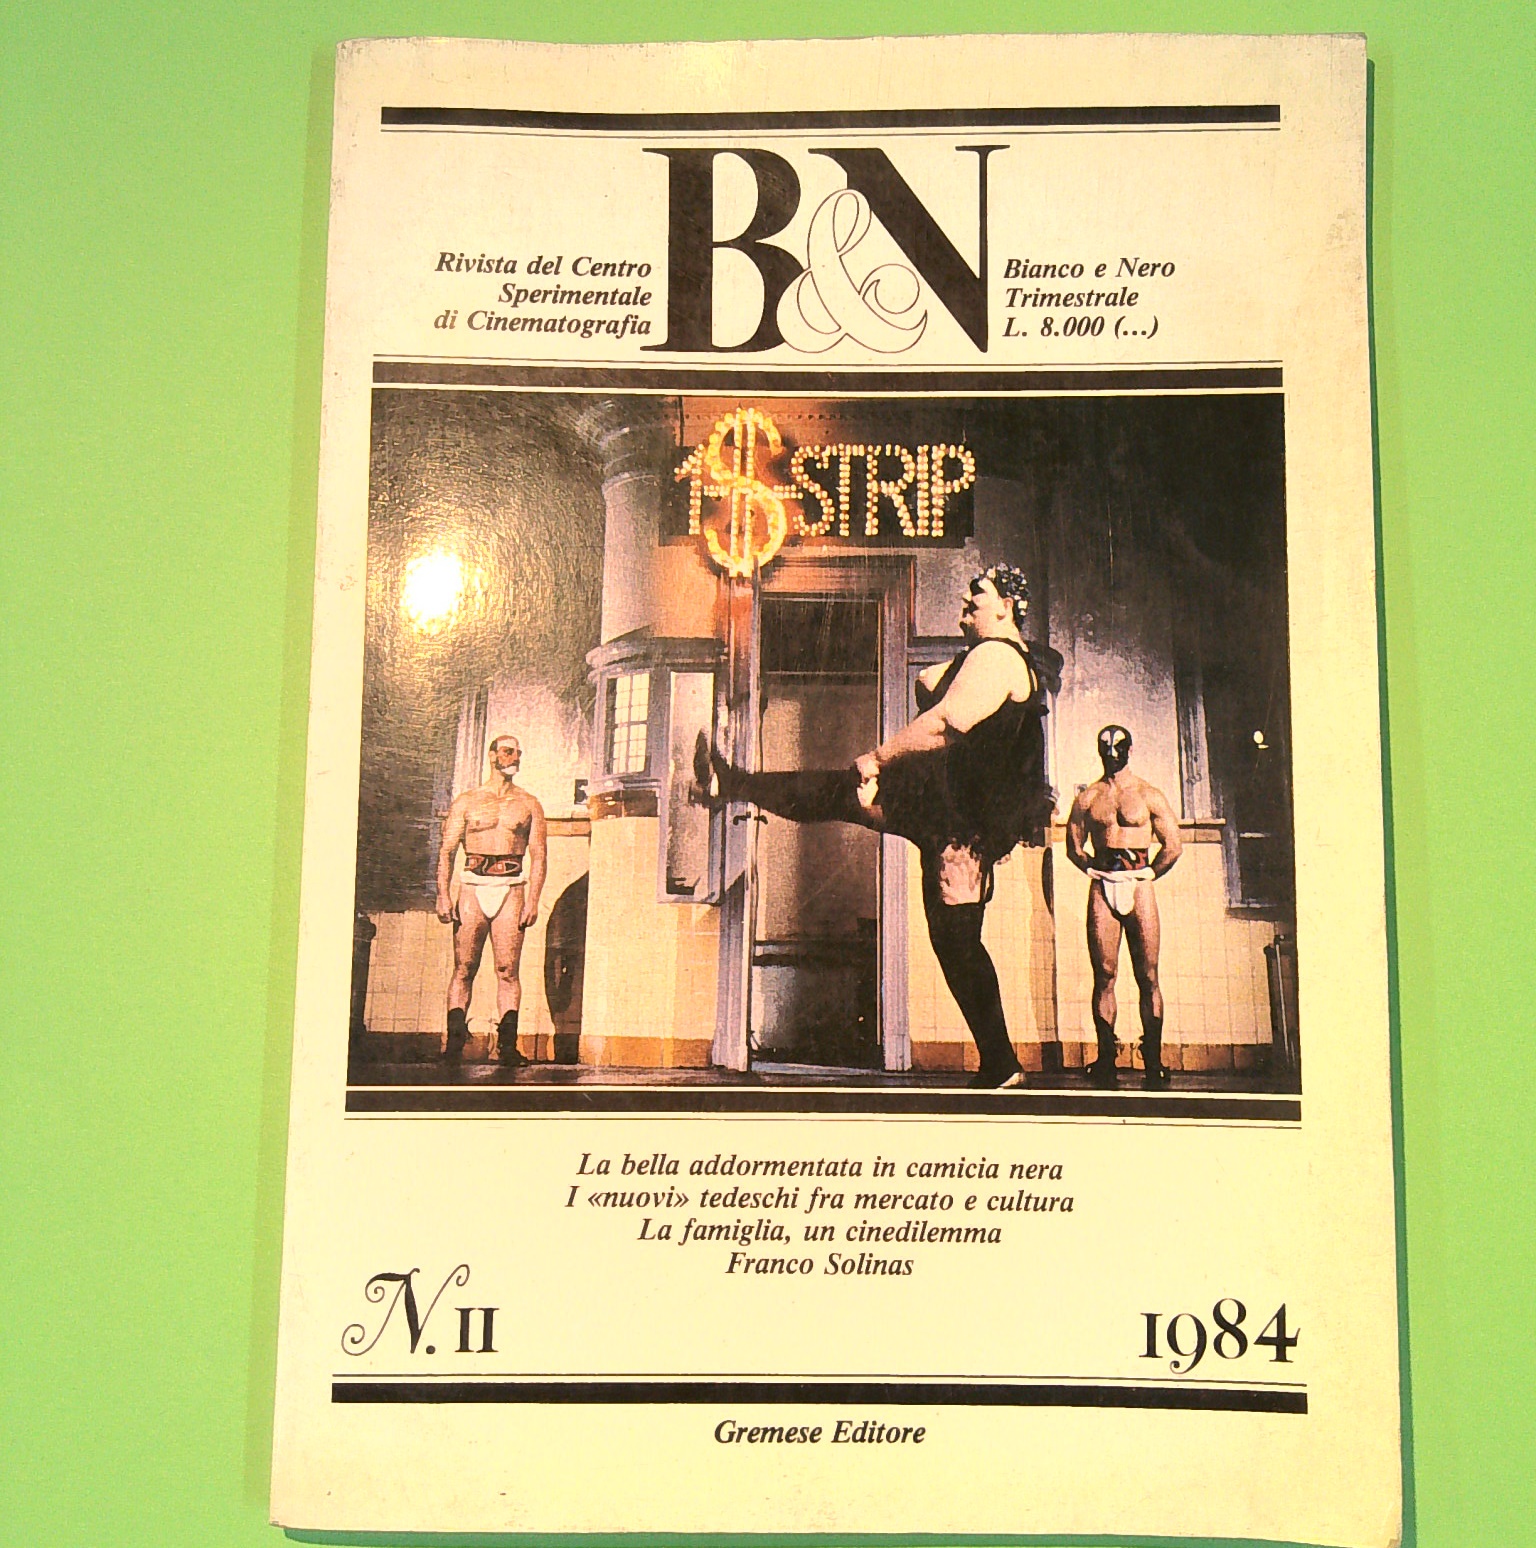 B&N
Rivista del Centro
Sperimentale
di Cinematografia
Bianco e Nero
Trimestrale
L. 8.000 (...)
1$-STRIP
La bella addormentata in camicia nera
I «nuovi» tedeschi fra mercato e cultura
La famiglia, un cinedilemma
Franco Solinas
N. II
1984
Gremese Editore